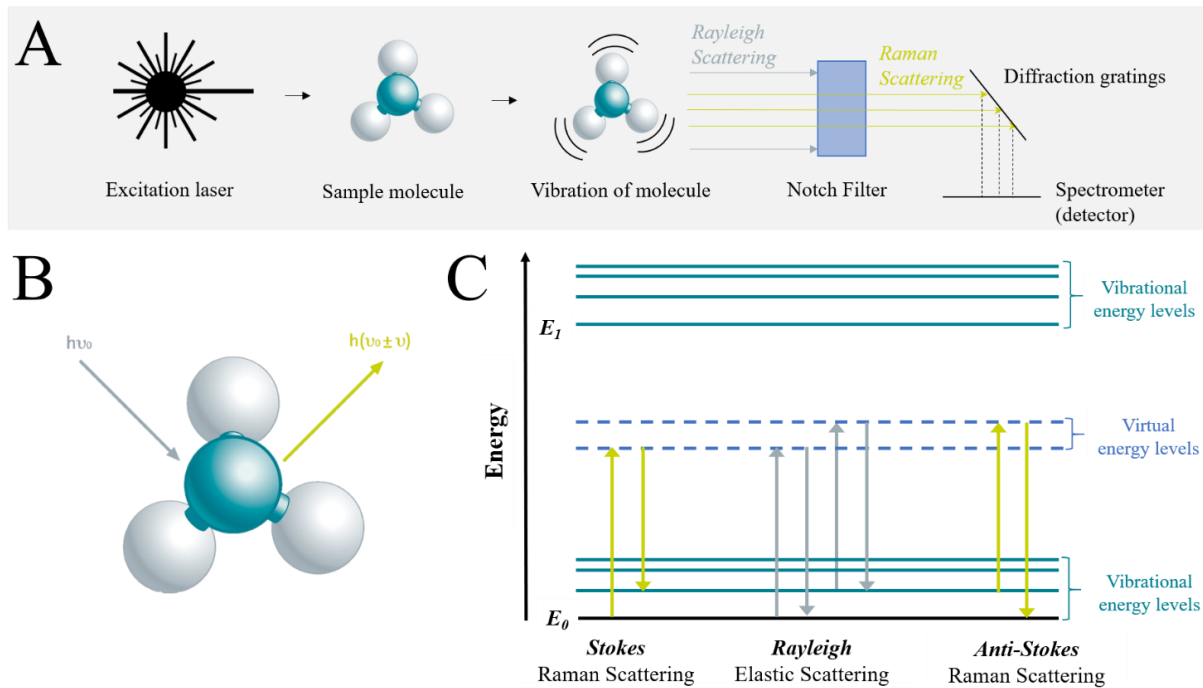 A
Rayleigh
Scattering
Raman
Scattering
Diffraction gratings
Excitation laser
Sample molecule
Vibration of molecule
Notch Filter
Spectrometer
(detector)
B
hυ₀
h(υ₀ ± υ)
C
Energy
E₁
E₀
Vibrational
energy levels
Virtual
energy levels
Vibrational
energy levels
Stokes
Raman Scattering
Rayleigh
Elastic Scattering
Anti-Stokes
Raman Scattering